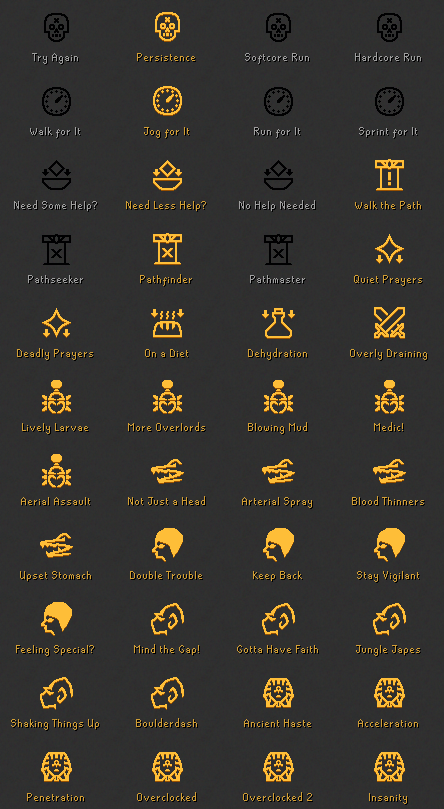 Try Again Persistence Softcore Run Hardcore Run
Walk for It Jog for It Run for It Sprint for It
Need Some Help? Need Less Help? No Help Needed Walk the Path
Pathseeker Pathfinder Pathmaster Quiet Prayers
Deadly Prayers On a Diet Dehydration Overly Draining
Lively Larvae More Overlords Blowing Mud Medic!
Aerial Assault Not Just a Head Arterial Spray Blood Thinners
Upset Stomach Double Trouble Keep Back Stay Vigilant
Feeling Special? Mind the Gap! Gotta Have Faith Jungle Japes
Shaking Things Up Boulderdash Ancient Haste Acceleration
Penetration Overclocked Overclocked 2 Insanity